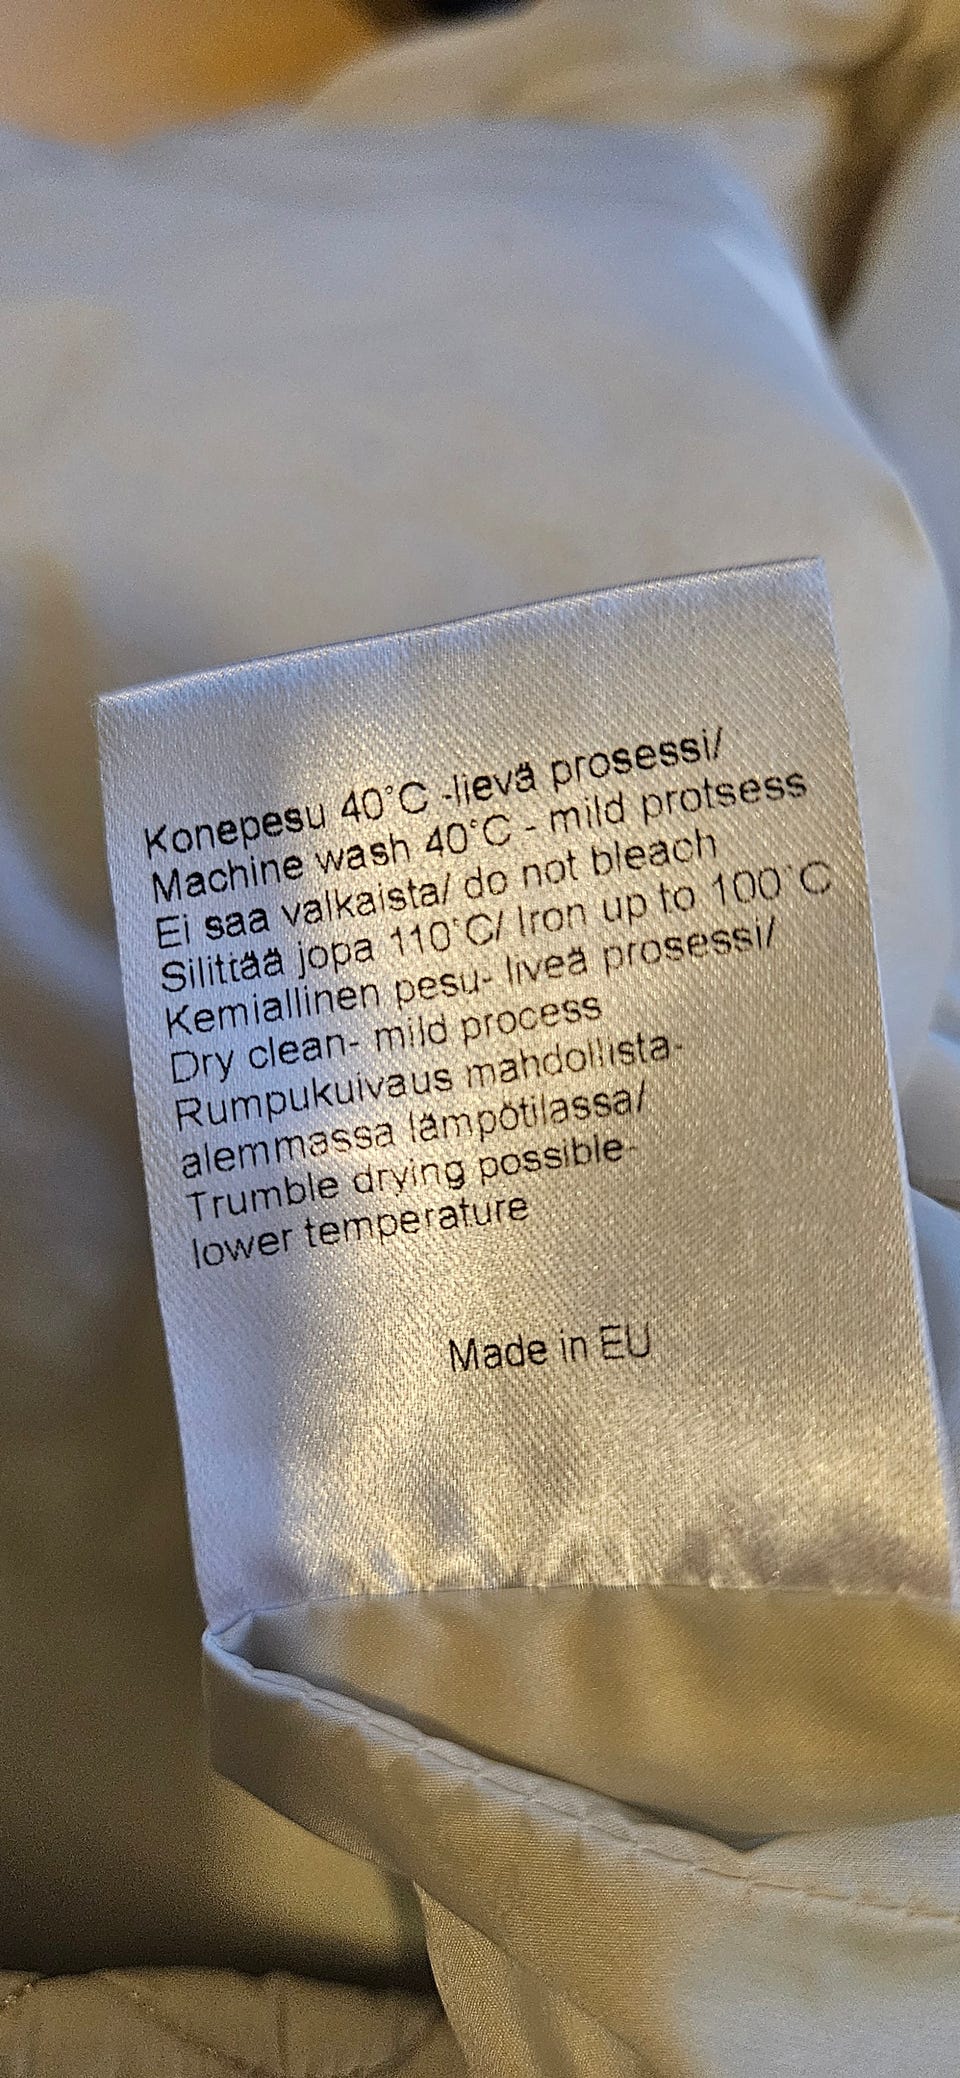 Konepesu 40°C -lievä prosessi/
Machine wash 40°C - mild protsess
Ei saa valkaista/ do not bleach
Silittää jopa 110°C/ Iron up to 100°C
Kemiallinen pesu- liveä prosessi/
Dry clean- mild process
Rumpukuivaus mahdollista-
alemmassa lämpötilassa/
Trumble drying possible-
lower temperature
Made in EU